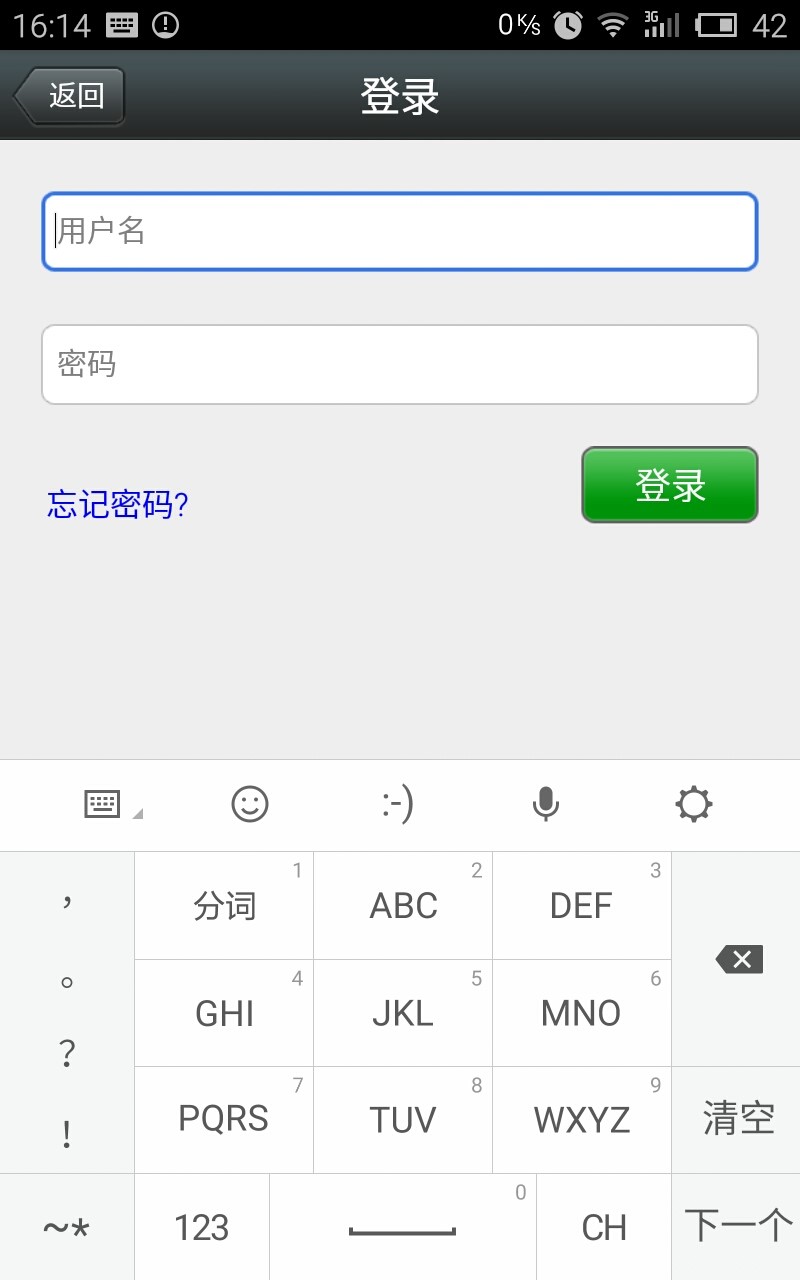 16:14 0 K/s 3G 42
返回 登录
用户名
密码
忘记密码? 登录
:-)
， 分词 1 ABC 2 DEF 3
。 GHI 4 JKL 5 MNO 6
？
！ PQRS 7 TUV 8 WXYZ 9 清空
~* 123 0 CH 下一个